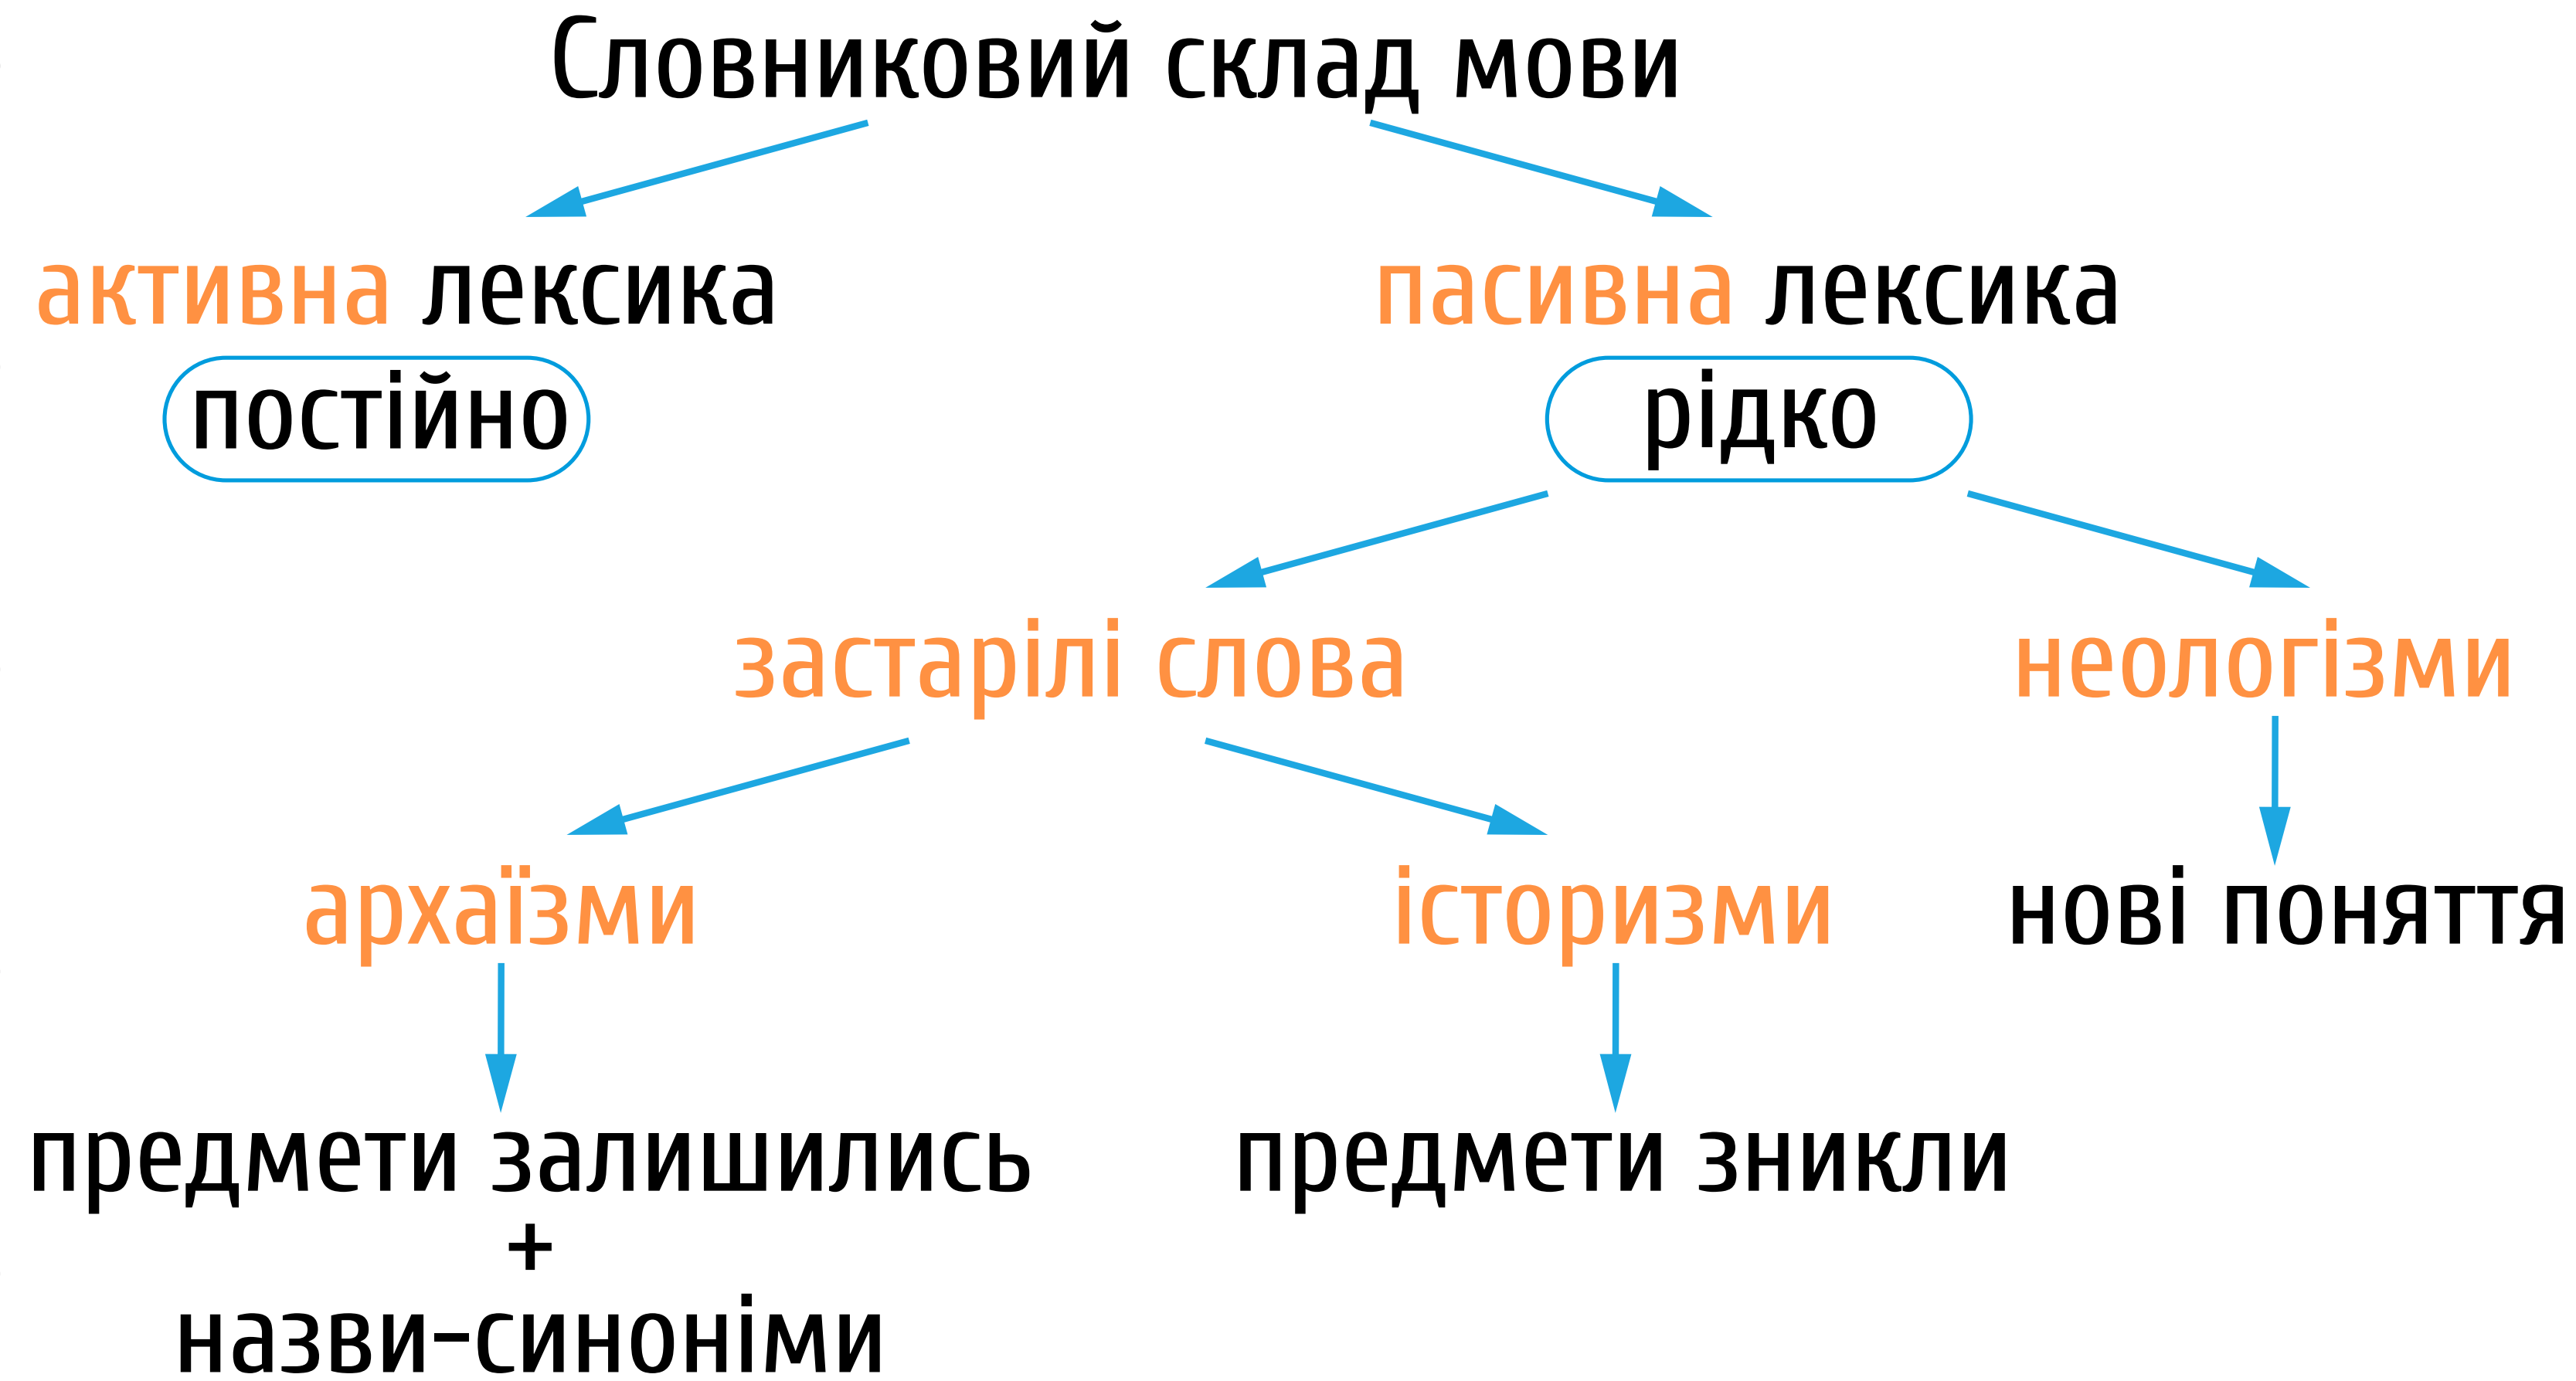 Словниковий склад мови
активна лексика
пасивна лексика
постійно
рідко
застарілі слова
неологізми
архаїзми
історизми
нові поняття
предмети залишились
предмети зникли
+
назви-синоніми